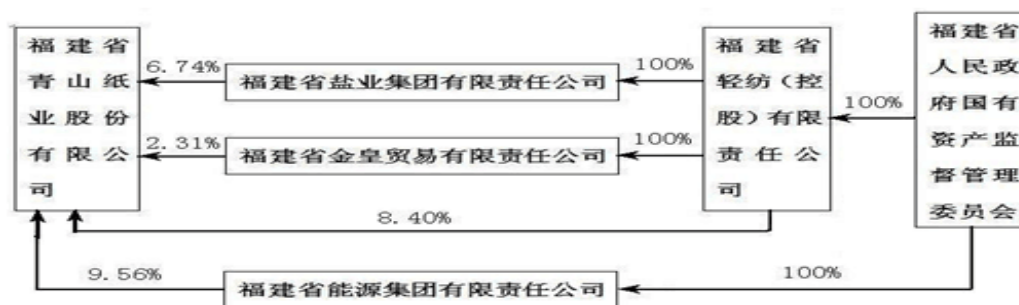 福建省
青山纸
业股份
有限公
司
6.74%
福建省盐业集团有限责任公司
100%
2.31%
福建省金皇贸易有限责任公司
100%
8.40%
福建省
轻纺（控
股）有限
责任公
司
100%
福建省
人民政
府国有
资产监
督管理
委员会
9.56%
福建省能源集团有限责任公司
100%